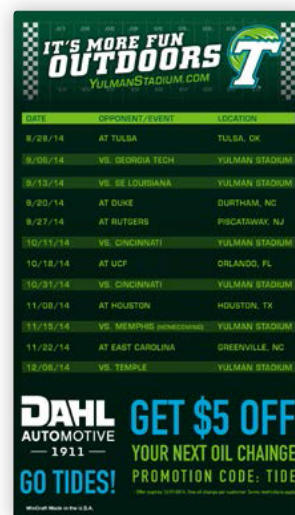 IT'S MORE FUN
OUTDOORS
YULMANSTADIUM.COM
T
DATE OPPONENT/EVENT LOCATION
8/28/14 AT TULSA TULSA, OK
9/06/14 VS. GEORGIA TECH YULMAN STADIUM
9/13/14 VS. SE LOUISIANA YULMAN STADIUM
9/20/14 AT DUKE DURTHAM, NC
9/27/14 AT RUTGERS PISCATAWAY, NJ
10/11/14 VS. CINCINNATI YULMAN STADIUM
10/18/14 AT UCF ORLANDO, FL
10/31/14 VS. CINCINNATI YULMAN STADIUM
11/08/14 AT HOUSTON HOUSTON, TX
11/15/14 VS. MEMPHIS (HOMECOMING) YULMAN STADIUM
11/22/14 AT EAST CAROLINA GREENVILLE, NC
12/06/14 VS. TEMPLE YULMAN STADIUM
DAHL
AUTOMOTIVE
1911
GO TIDES!
GET $5 OFF
YOUR NEXT OIL CHAINGE
PROMOTION CODE: TIDE
WinCraft Made in the U.S.A.